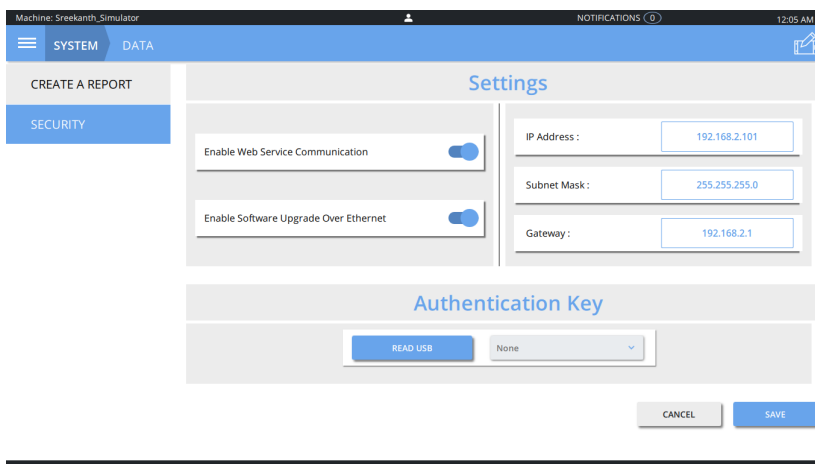 Machine: Sreekanth_Simulator
NOTIFICATIONS 0
12:05 AM
SYSTEM
DATA
CREATE A REPORT
SECURITY
Settings
Enable Web Service Communication
Enable Software Upgrade Over Ethernet
IP Address :
192.168.2.101
Subnet Mask :
255.255.255.0
Gateway :
192.168.2.1
Authentication Key
READ USB
None
CANCEL
SAVE